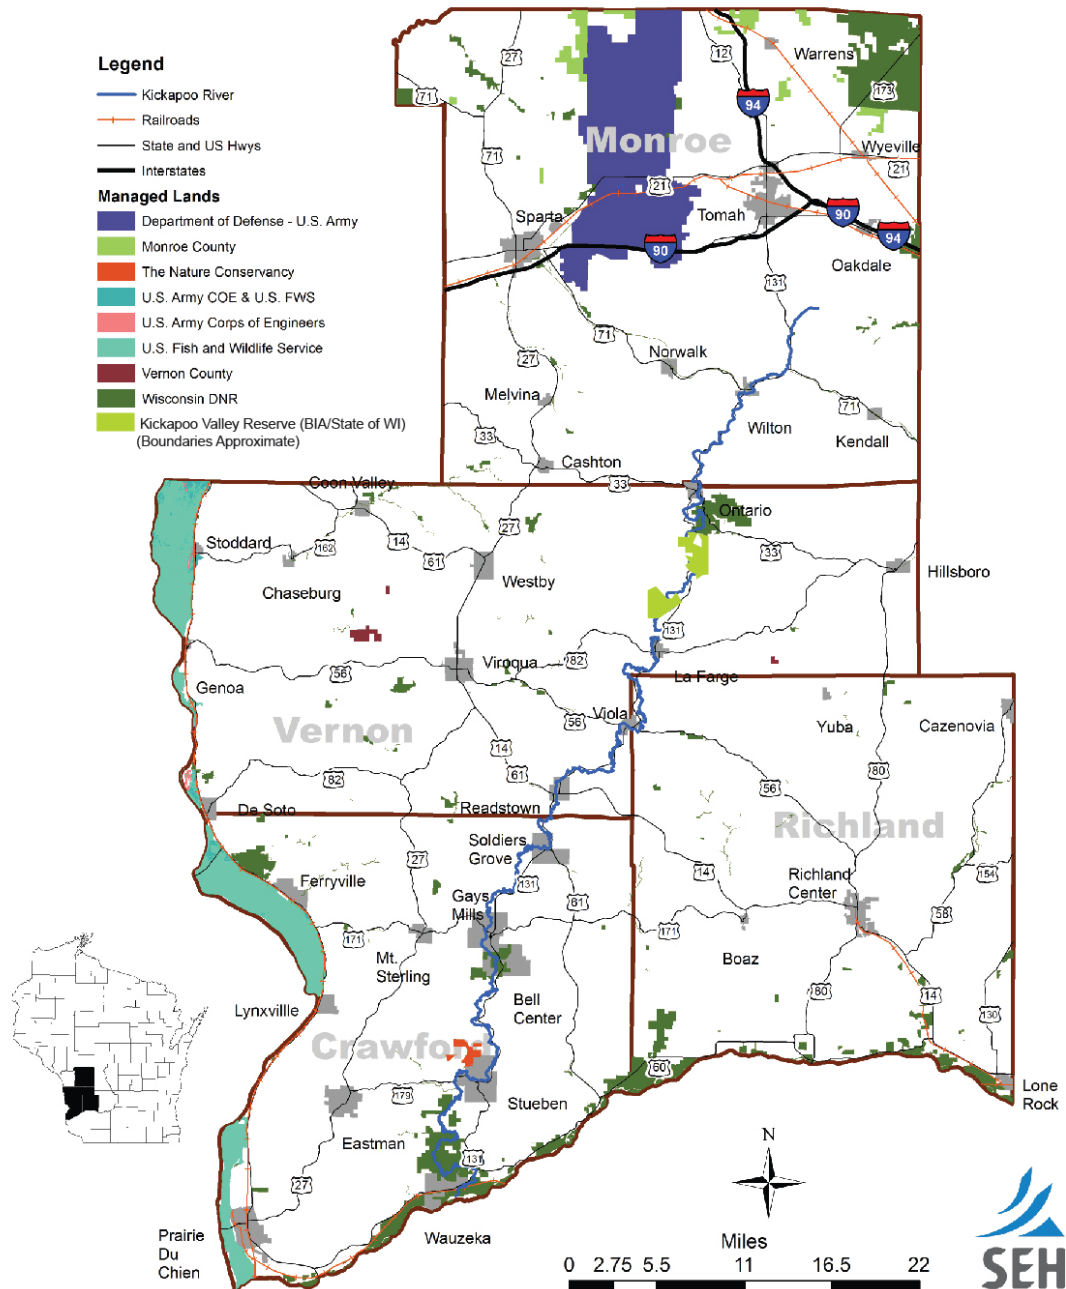 Legend
Kickapoo River
Railroads
State and US Hwys
Interstates
Managed Lands
Department of Defense - U.S. Army
Monroe County
The Nature Conservancy
U.S. Army COE & U.S. FWS
U.S. Army Corps of Engineers
U.S. Fish and Wildlife Service
Vernon County
Wisconsin DNR
Kickapoo Valley Reserve (BIA/State of WI)
(Boundaries Approximate)
27
12
Warrens
71
94
173
Monroe
Wyeville
71
21
21
Sparta
Tomah
90
90
94
Oakdale
131
71
27
Norwalk
Melvina
71
Wilton
Kendall
33
Cashton
33
Coon Valley
Ontario
27
Stoddard
162
14
61
33
Westby
Hillsboro
Chaseburg
131
Viroqua
82
56
La Farge
Genoa
Viola
56
Vernon
Yuba
Cazenovia
14
61
82
80
56
De Soto
Readstown
Richland
Soldiers
Grove
27
14
154
Ferryville
131
Richland
Center
Gays
Mills
61
58
171
171
Mt.
Sterling
Boaz
80
14
Bell
Center
Lynxville
130
Crawford
60
179
Stueben
Lone
Rock
Eastman
131
27
N
Prairie
Du
Chien
Wauzeka
Miles
0 2.75 5.5 11 16.5 22
SEH